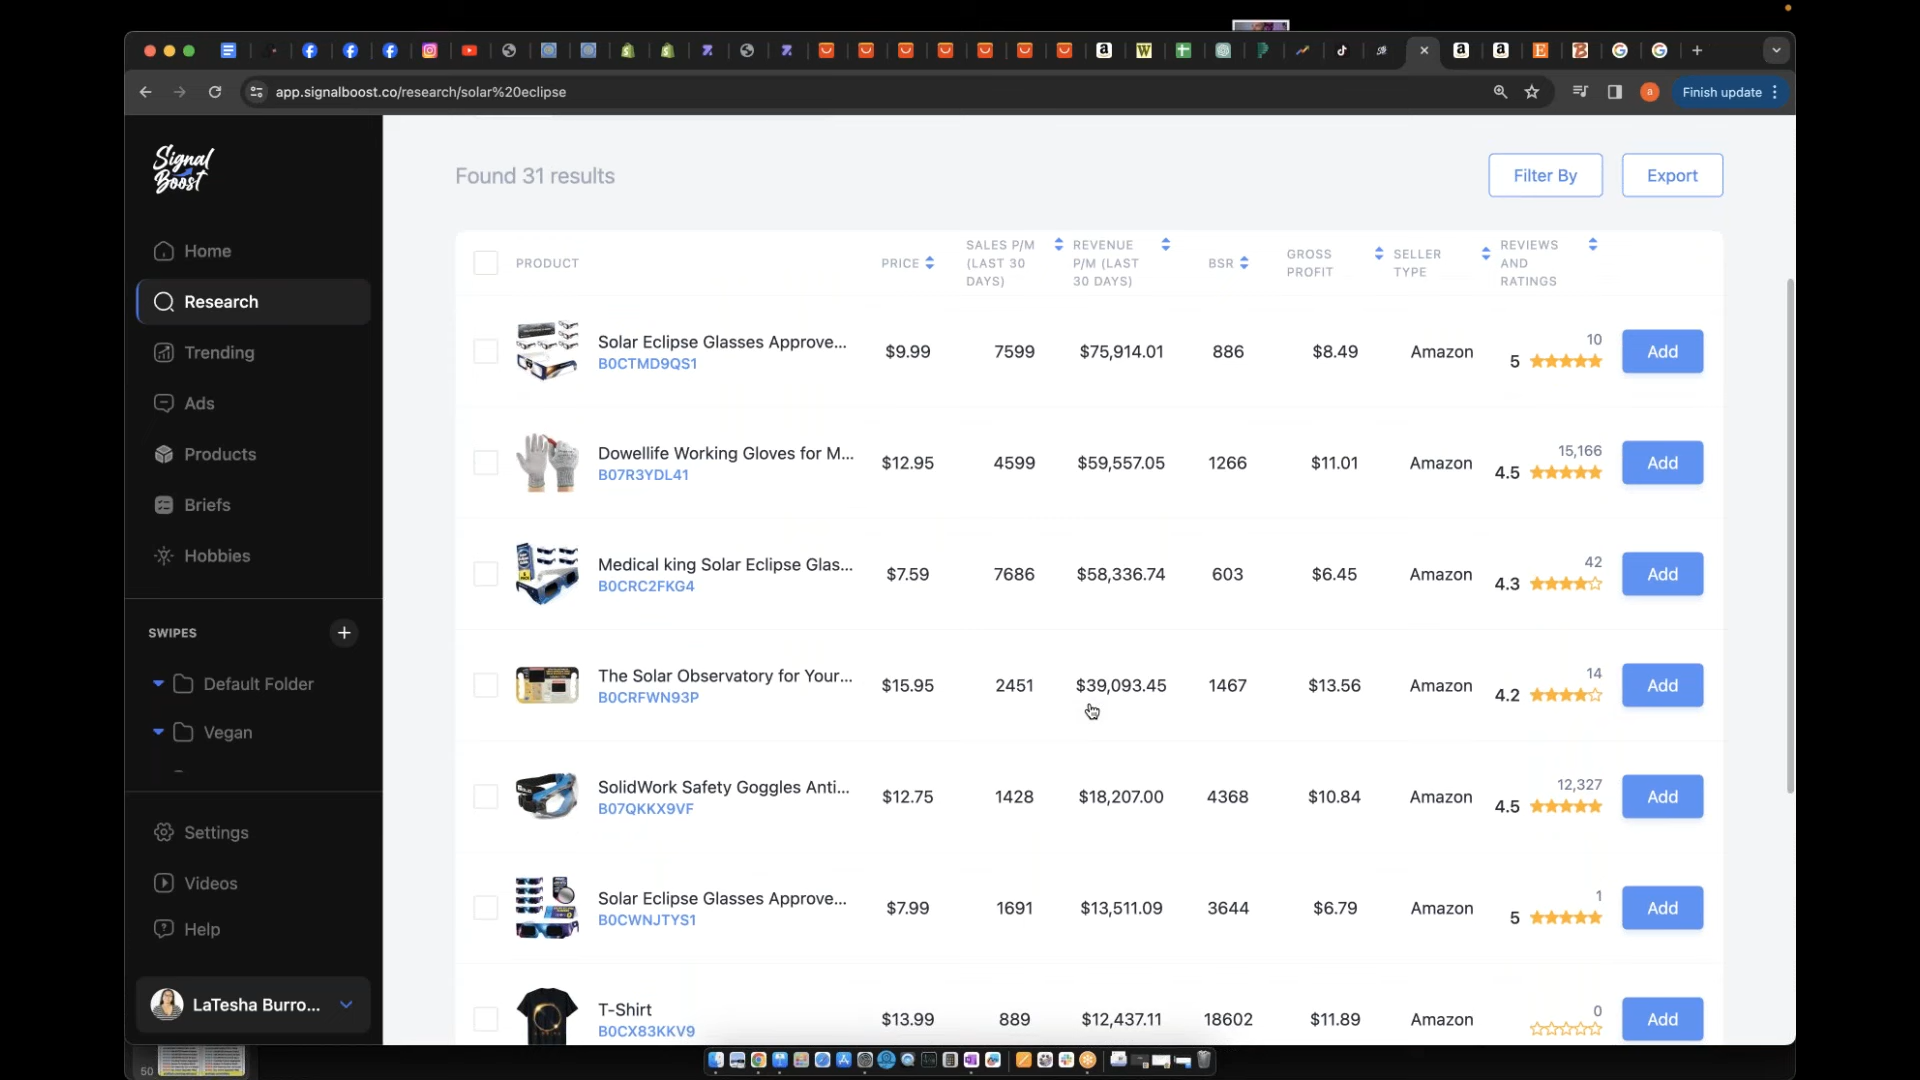 app.signalboost.co/research/solar%20eclipse
a
Finish update
Signal
Boost
Home
Research
Trending
Ads
Products
Briefs
Hobbies
SWIPES
Default Folder
Vegan
Settings
Videos
Help
LaTesha Burro...
Found 31 results
Filter By
Export
PRODUCT
PRICE
SALES P/M (LAST 30 DAYS)
REVENUE P/M (LAST 30 DAYS)
BSR
GROSS PROFIT
SELLER TYPE
REVIEWS AND RATINGS
Solar Eclipse Glasses Approve...
B0CTMD9QS1
$9.99 7599 $75,914.01 886 $8.49 Amazon
10
5
Add
Dowellife Working Gloves for M...
B07R3YDL41
$12.95 4599 $59,557.05 1266 $11.01 Amazon
15,166
4.5
Add
Medical king Solar Eclipse Glas...
B0CRC2FKG4
$7.59 7686 $58,336.74 603 $6.45 Amazon
42
4.3
Add
The Solar Observatory for Your...
B0CRFWN93P
$15.95 2451 $39,093.45 1467 $13.56 Amazon
14
4.2
Add
SolidWork Safety Goggles Anti...
B07QKKX9VF
$12.75 1428 $18,207.00 4368 $10.84 Amazon
12,327
4.5
Add
Solar Eclipse Glasses Approve...
B0CWNJTYS1
$7.99 1691 $13,511.09 3644 $6.79 Amazon
1
5
Add
T-Shirt
B0CX83KKV9
$13.99 889 $12,437.11 18602 $11.89 Amazon
0
Add
50